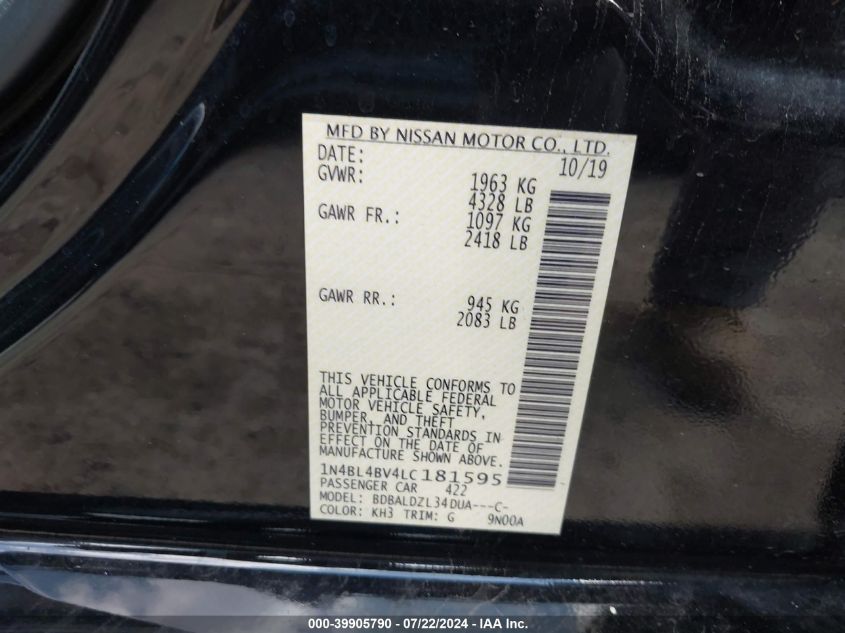 MFD BY NISSAN MOTOR CO., LTD.
DATE: 10/19
GVWR: 1963 KG
4328 LB
GAWR FR.: 1097 KG
2418 LB
GAWR RR.: 945 KG
2083 LB
THIS VEHICLE CONFORMS TO
ALL APPLICABLE FEDERAL
MOTOR VEHICLE SAFETY,
BUMPER, AND THEFT
PREVENTION STANDARDS IN
EFFECT ON THE DATE OF
MANUFACTURE SHOWN ABOVE.
1N4BL4BV4LC181595
PASSENGER CAR 422
MODEL: BDBALDZL34DUA---C-
COLOR: KH3 TRIM: G 9N00A
000-39905790 - 07/22/2024 - IAA Inc.